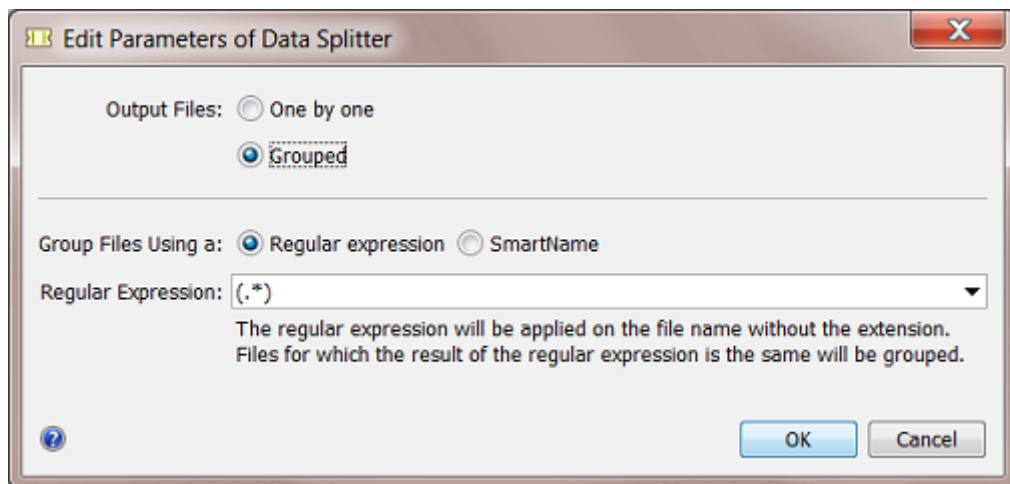 Edit Parameters of Data Splitter
X
Output Files: One by one
Grouped
Group Files Using a: Regular expression SmartName
Regular Expression: (.*)
The regular expression will be applied on the file name without the extension.
Files for which the result of the regular expression is the same will be grouped.
?
OK Cancel